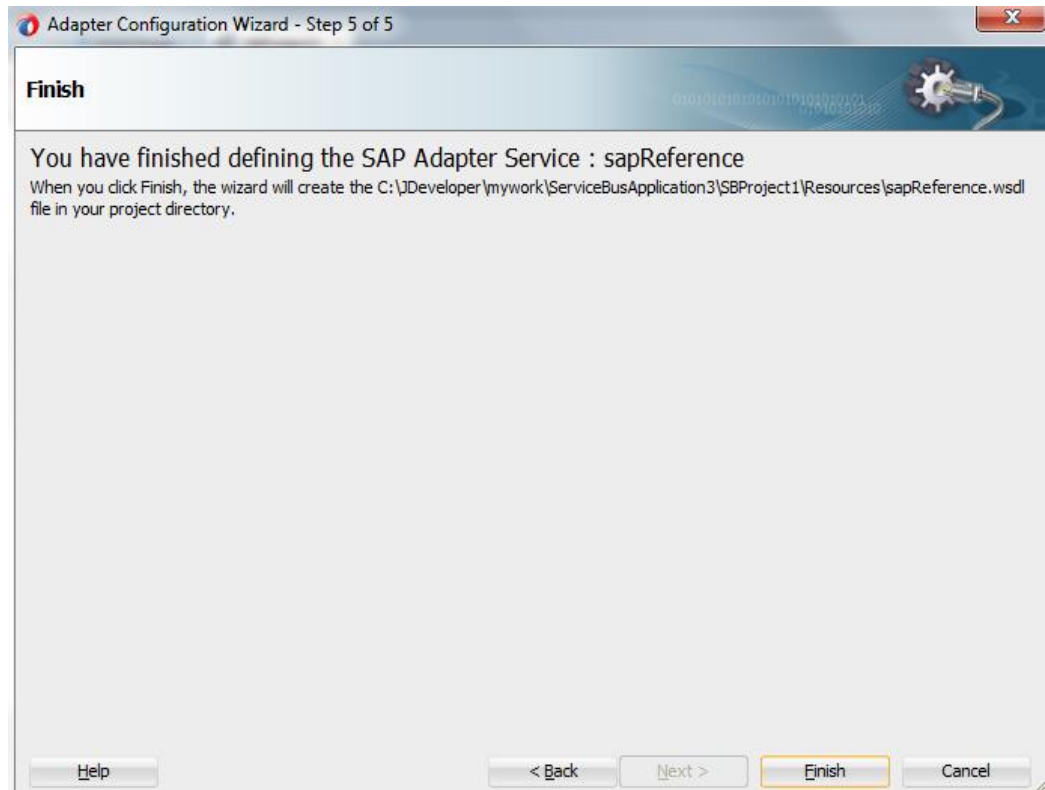 Adapter Configuration Wizard - Step 5 of 5
x
Finish
You have finished defining the SAP Adapter Service : sapReference
When you click Finish, the wizard will create the C:\JDeveloper\mywork\ServiceBusApplication3\SBProject1\Resources\sapReference.wsdl
file in your project directory.
Help < Back Next > Finish Cancel